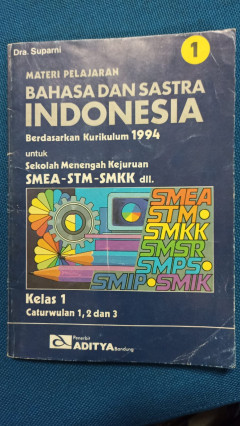 Dra. Suparni
1
MATERI PELAJARAN
BAHASA DAN SASTRA
INDONESIA
Berdasarkan Kurikulum 1994
untuk
Sekolah Menengah Kejuruan
SMEA-STM-SMKK dll.
SMEA
STM•
SMKK
SMSR
SMPS•
SMIP•SMIK
Kelas 1
Caturwulan 1, 2 dan 3
Penerbit
ADITYA Bandung